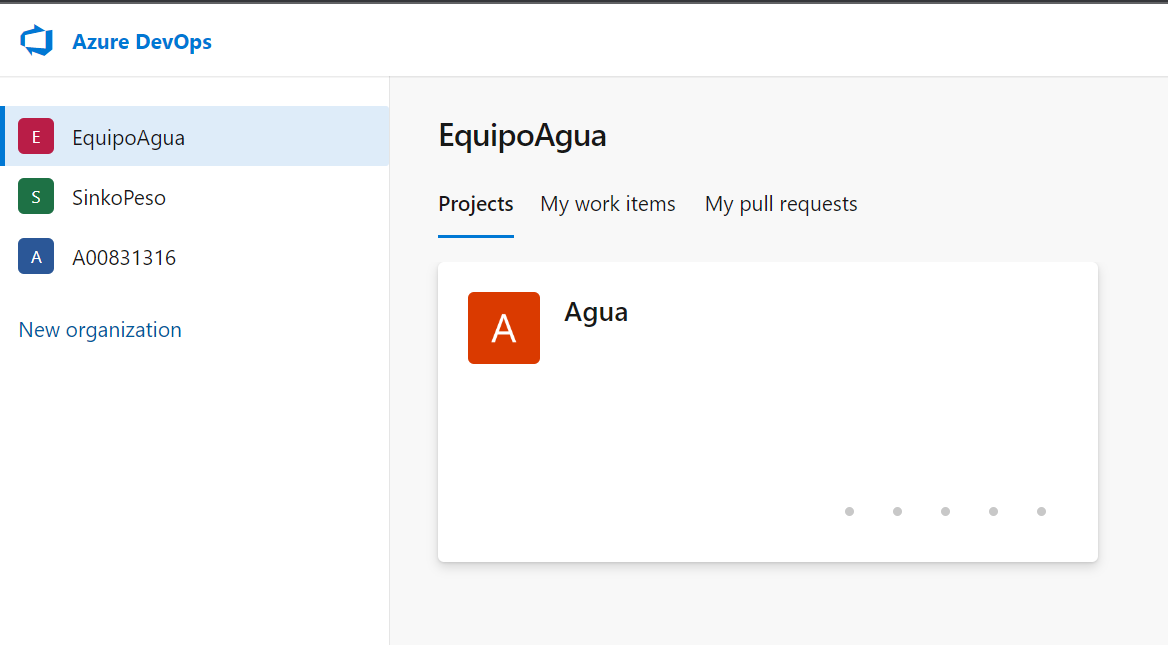 Azure DevOps
E EquipoAgua
S SinkoPeso
A A00831316
New organization
EquipoAgua
Projects My work items My pull requests
A Agua